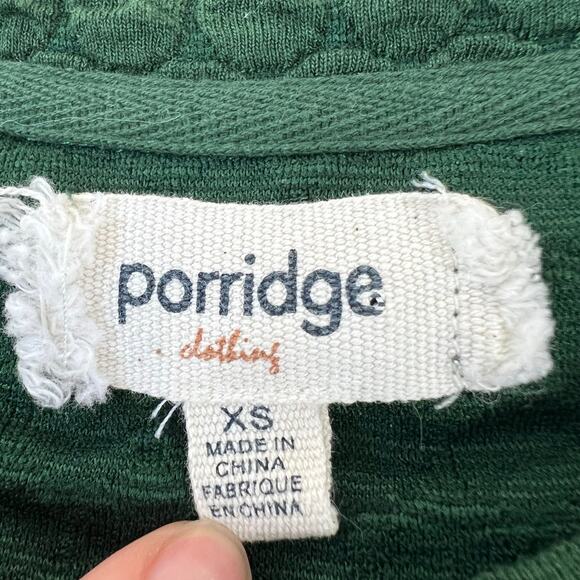 porridge
clothing
XS
MADE IN
CHINA
FABRIQUE
EN CHINA